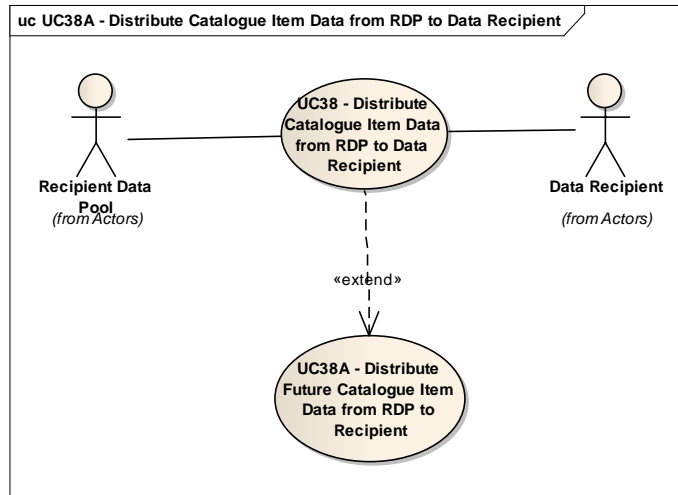 uc UC38A - Distribute Catalogue Item Data from RDP to Data Recipient
UC38 - Distribute
Catalogue Item Data
from RDP to Data
Recipient
Recipient Data
Pool
(from Actors)
Data Recipient
(from Actors)
«extend»
UC38A - Distribute
Future Catalogue Item
Data from RDP to
Recipient